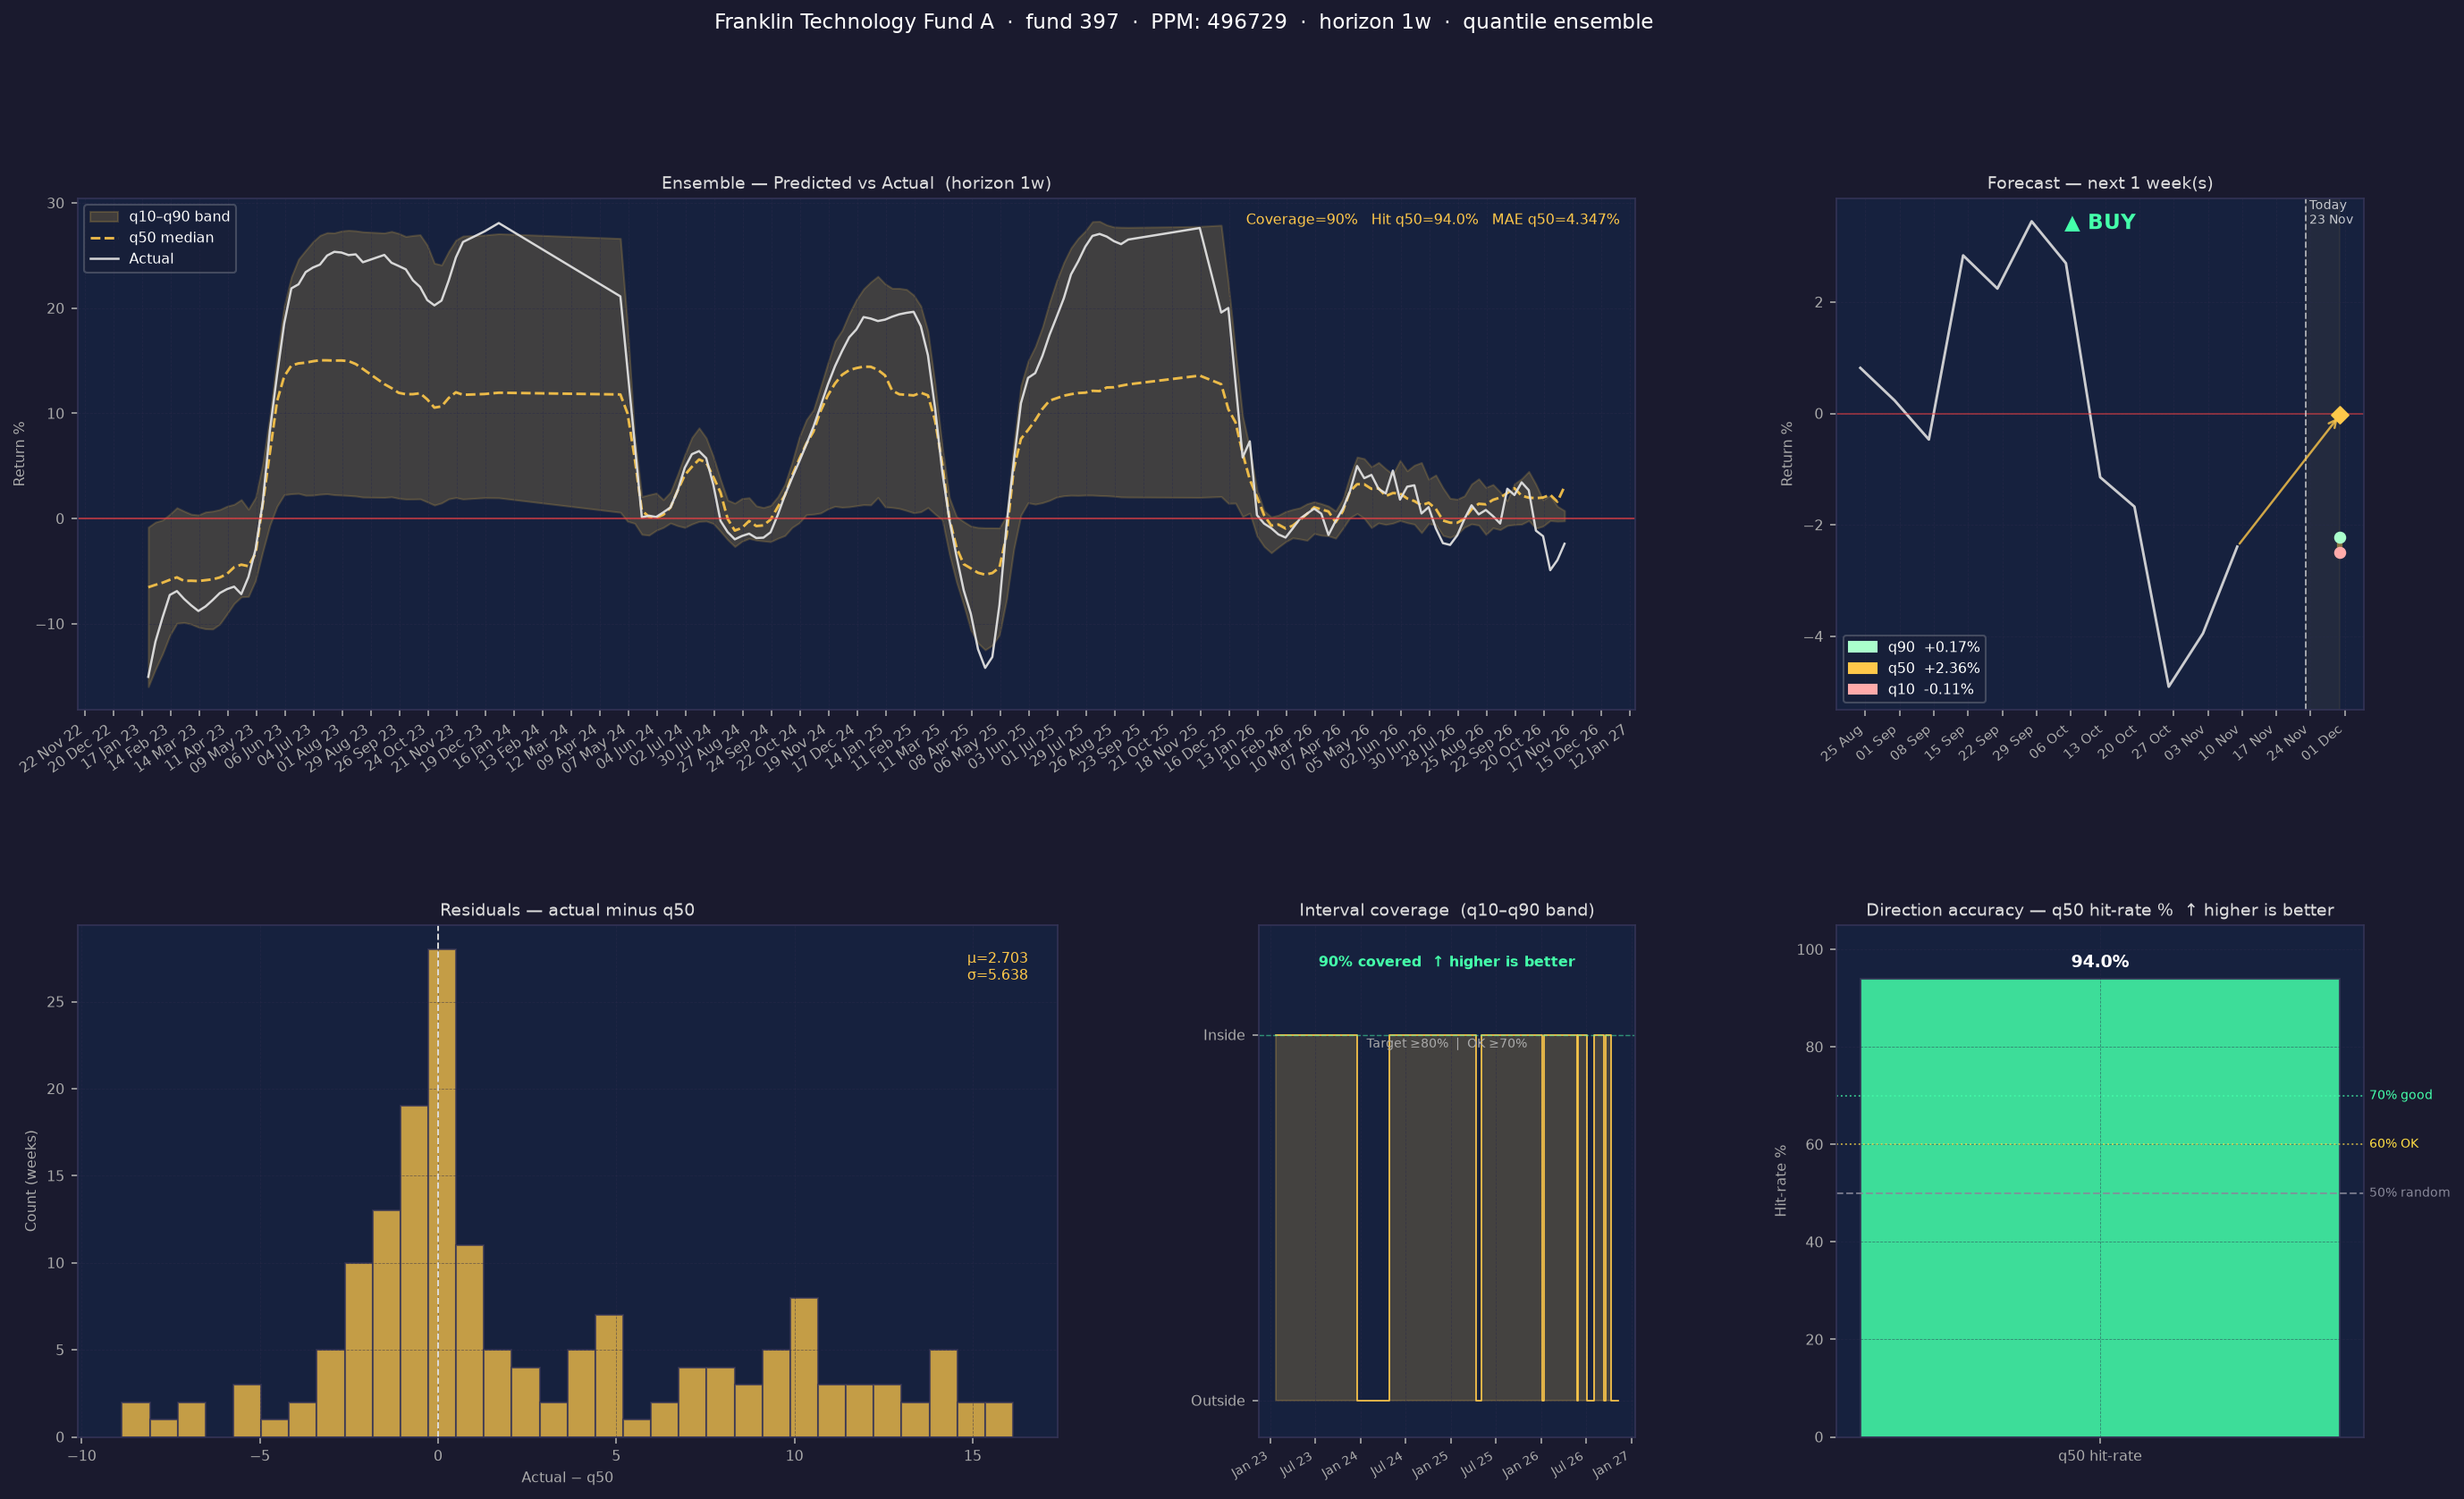 Franklin Technology Fund A · fund 397 · PPM: 496729 · horizon 1w · quantile ensemble
Ensemble — Predicted vs Actual (horizon 1w)
q10–q90 band
q50 median
Actual
Coverage=90% Hit q50=94.0% MAE q50=4.347%
Return %
30
20
10
0
−10
22 Nov 22
20 Dec 22
17 Jan 23
14 Feb 23
14 Mar 23
11 Apr 23
09 May 23
06 Jun 23
04 Jul 23
01 Aug 23
29 Aug 23
26 Sep 23
24 Oct 23
21 Nov 23
19 Dec 23
16 Jan 24
13 Feb 24
12 Mar 24
09 Apr 24
07 May 24
04 Jun 24
02 Jul 24
30 Jul 24
27 Aug 24
24 Sep 24
22 Oct 24
19 Nov 24
17 Dec 24
14 Jan 25
11 Feb 25
11 Mar 25
08 Apr 25
06 May 25
03 Jun 25
01 Jul 25
29 Jul 25
26 Aug 25
23 Sep 25
21 Oct 25
18 Nov 25
16 Dec 25
13 Jan 26
10 Feb 26
10 Mar 26
07 Apr 26
05 May 26
02 Jun 26
30 Jun 26
28 Jul 26
25 Aug 26
22 Sep 26
20 Oct 26
17 Nov 26
15 Dec 26
12 Jan 27
Forecast — next 1 week(s)
▲ BUY
Today
23 Nov
Return %
2
0
−2
−4
q90 +0.17%
q50 +2.36%
q10 -0.11%
25 Aug
01 Sep
08 Sep
15 Sep
22 Sep
29 Sep
06 Oct
13 Oct
20 Oct
27 Oct
03 Nov
10 Nov
17 Nov
24 Nov
01 Dec
Residuals — actual minus q50
μ=2.703
σ=5.638
Count (weeks)
25
20
15
10
5
0
−10
−5
0
5
10
15
Actual − q50
Interval coverage (q10–q90 band)
90% covered ↑ higher is better
Inside
Target ≥80% | OK ≥70%
Outside
Jan 23
Jul 23
Jan 24
Jul 24
Jan 25
Jul 25
Jan 26
Jul 26
Jan 27
Direction accuracy — q50 hit-rate % ↑ higher is better
94.0%
Hit-rate %
100
80
60
40
20
0
70% good
60% OK
50% random
q50 hit-rate